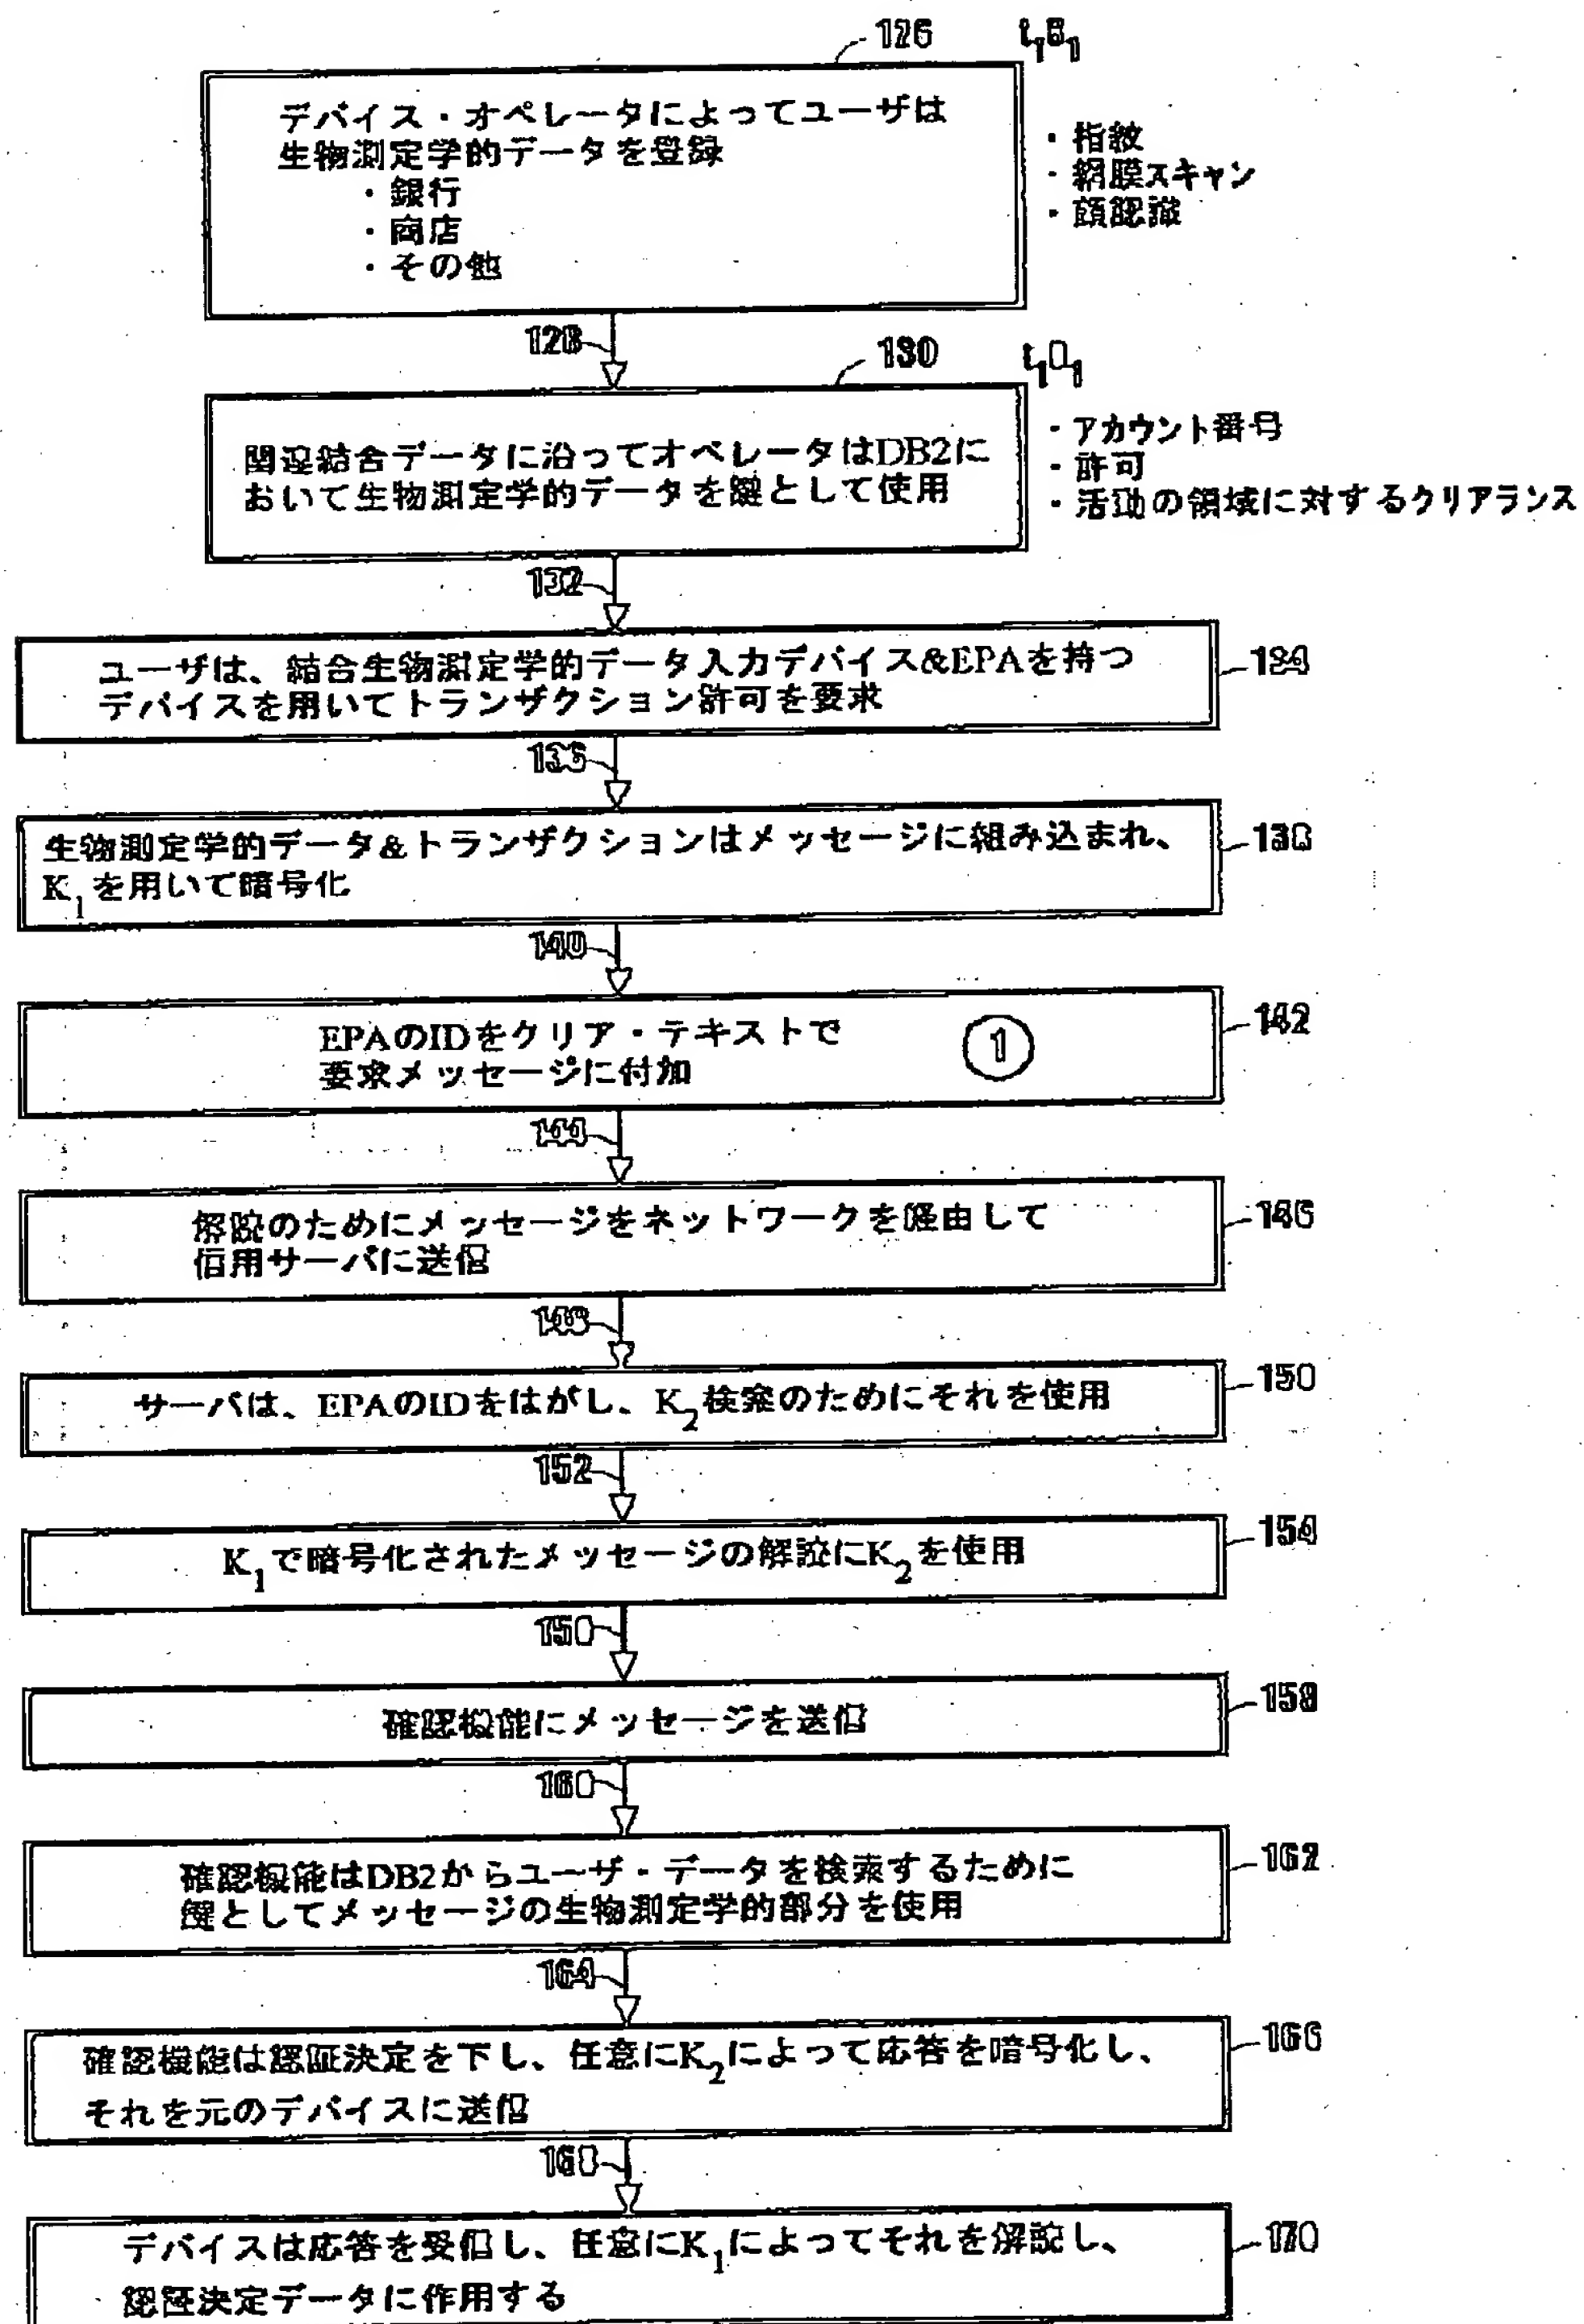 126
デバイス・オペレータによってユーザは
生物測定学的データを登録
・銀行
・商店
・その他
・指紋
・網膜スキャン
・顔認識
128
130
関連結合データに沿ってオペレータはDB2に
おいて生物測定学的データを鍵として使用
・アカウント番号
・許可
・活動の領域に対するクリアランス
132
ユーザは、結合生物測定学的データ入力デバイス&EPAを持つ
デバイスを用いてトランザクション許可を要求
134
136
生物測定学的データ&トランザクションはメッセージに組み込まれ、
K1を用いて暗号化
138
140
EPAのIDをクリア・テキストで
要求メッセージに付加
1
142
144
解読のためにメッセージをネットワークを経由して
信用サーバに送信
146
148
サーバは、EPAのIDをはがし、K2検索のためにそれを使用
150
152
K1で暗号化されたメッセージの解読にK2を使用
154
確認機能にメッセージを送信
158
160
確認機能はDB2からユーザ・データを検索するために
鍵としてメッセージの生物測定学的部分を使用
162
164
確認機能は認証決定を下し、任意にK2によって応答を暗号化し、
それを元のデバイスに送信
166
168
デバイスは応答を受信し、任意にK1によってそれを解読し、
認証決定データに作用する
170